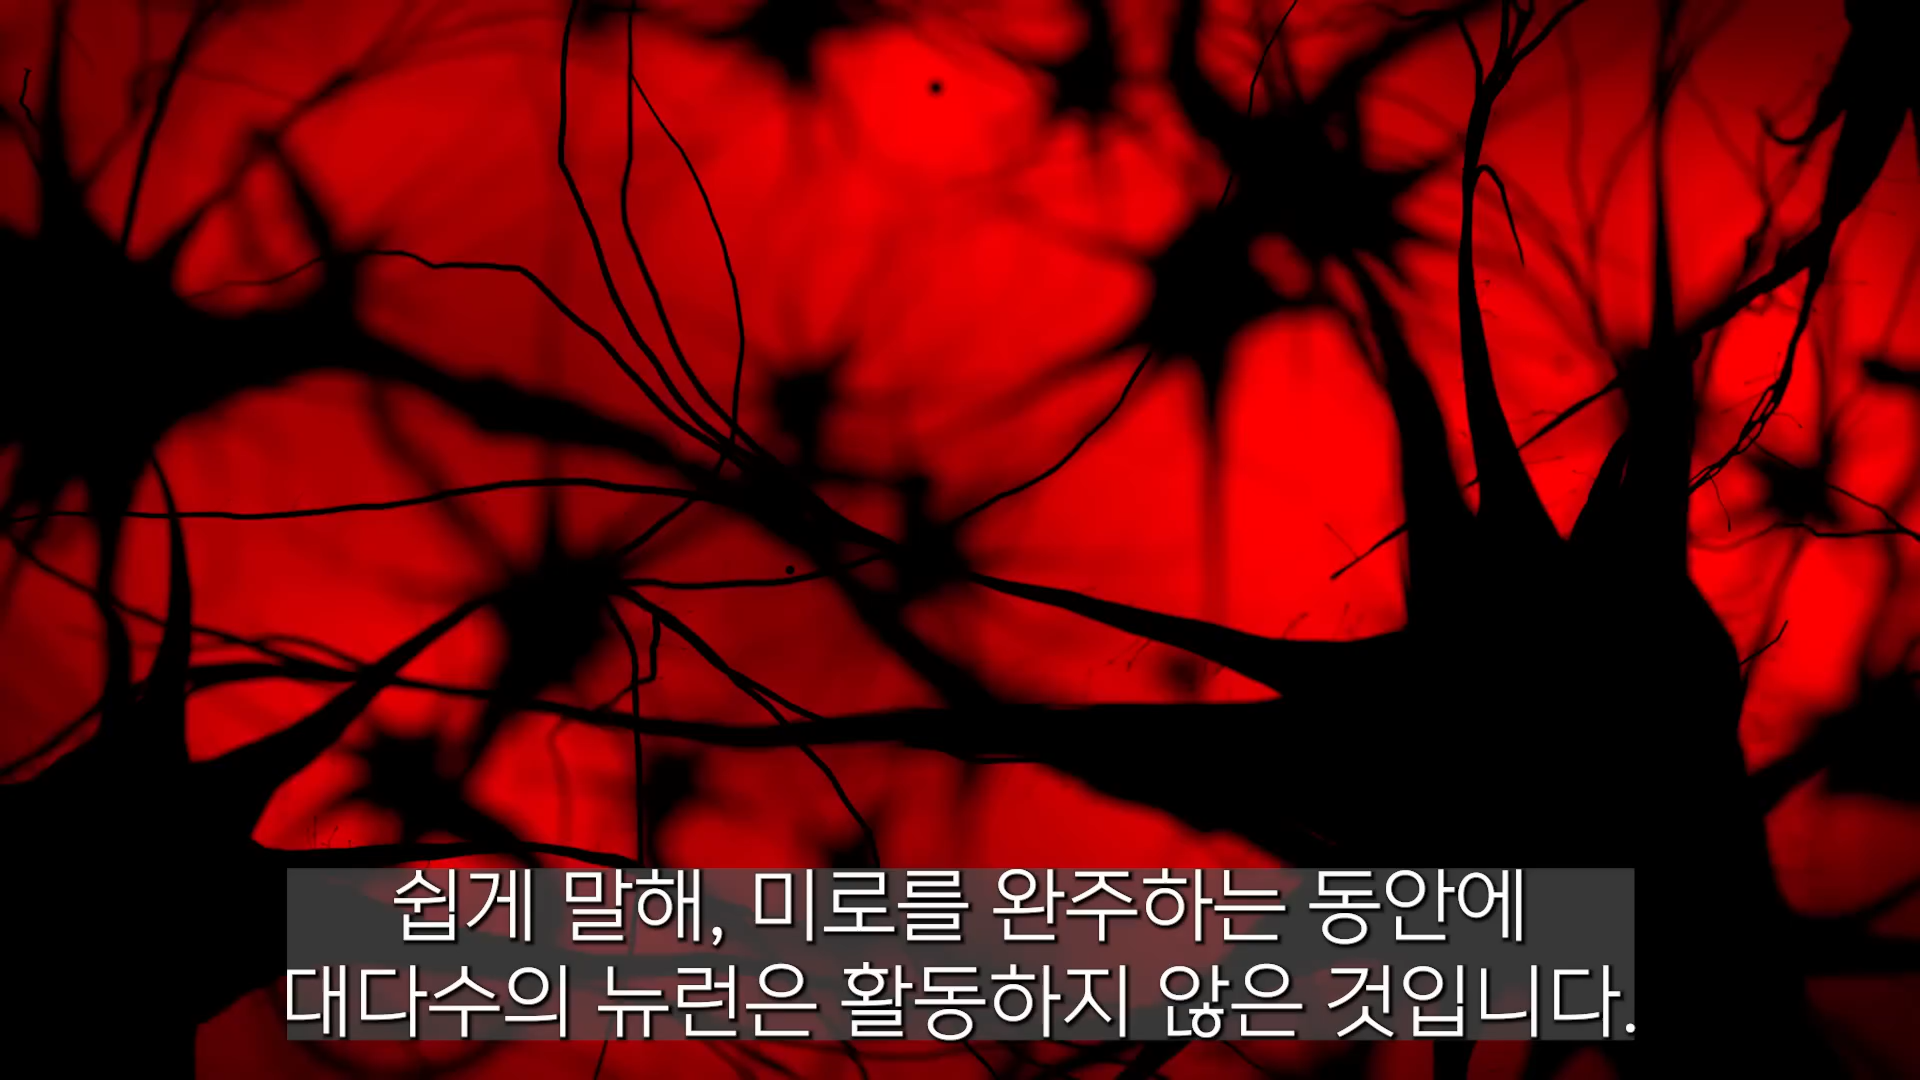 쉽게 말해, 미로를 완주하는 동안에
대다수의 뉴런은 활동하지 않은 것입니다.